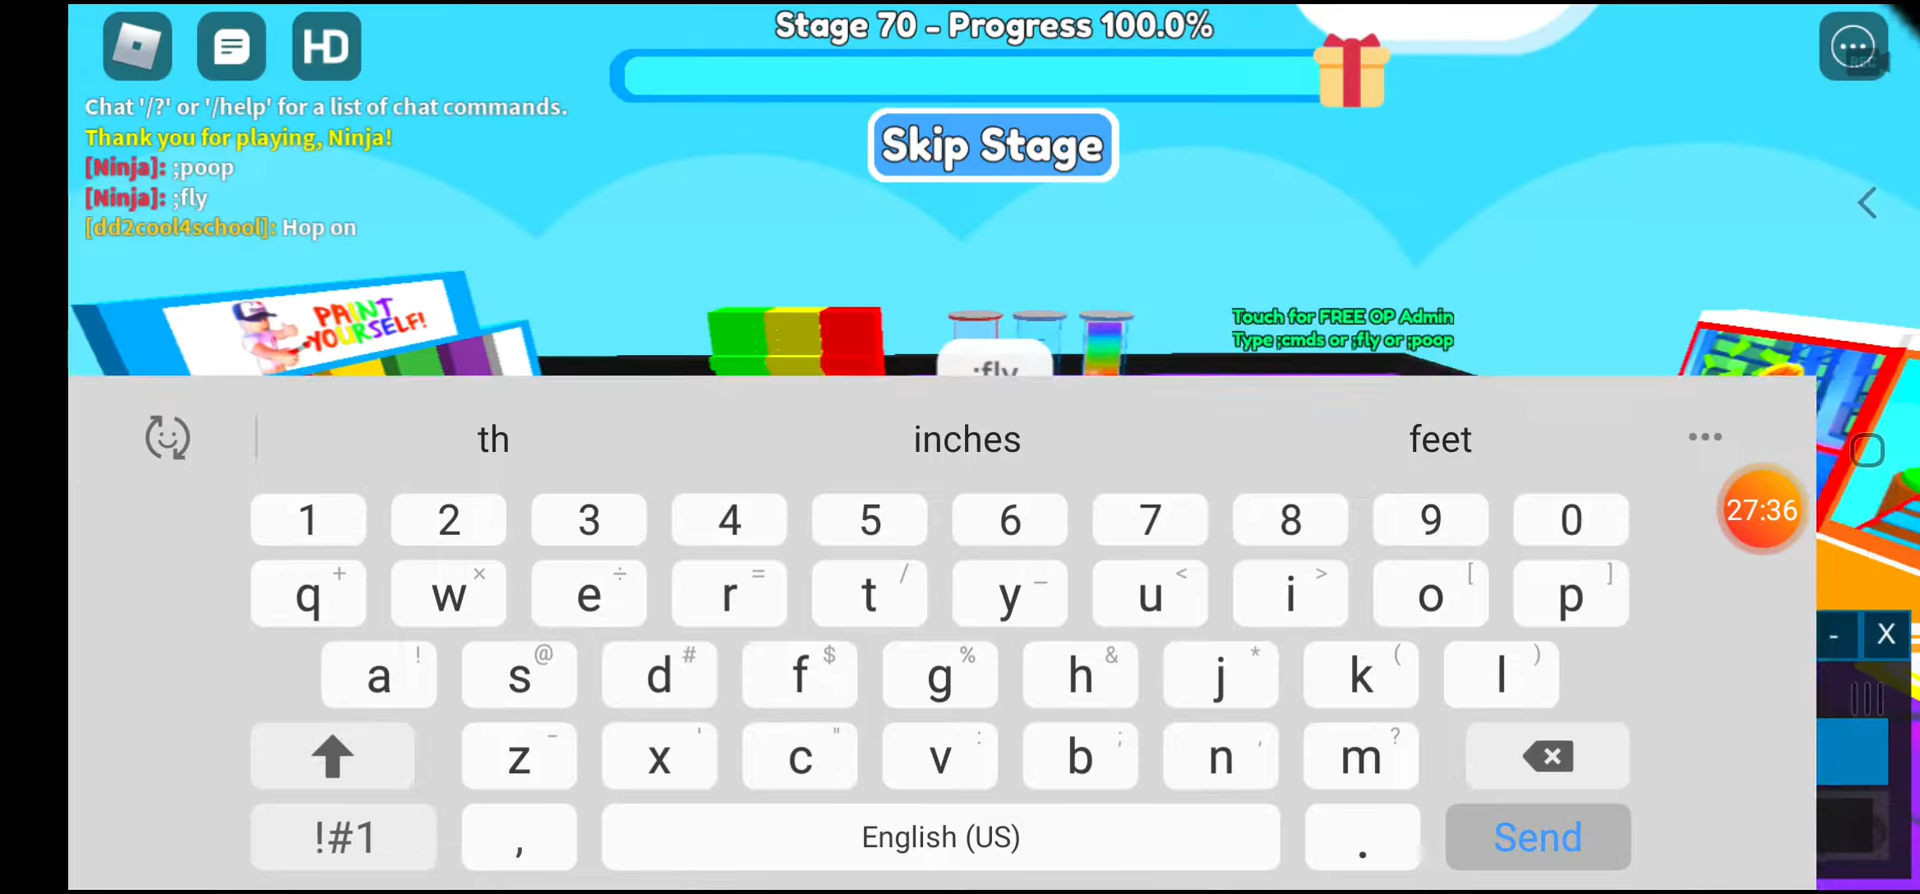 Stage 70 - Progress 100.0%
HD
REC
Chat '/?' or '/help' for a list of chat commands.
Thank you for playing, Ninja!
[Ninja]: ;poop
[Ninja]: ;fly
[dd2cool4school]: Hop on
Skip Stage
PAINT
YOURSELF!
Touch for FREE OP Admin
Type ;cmds or ;fly or ;poop
;fly
th inches feet
1 2 3 4 5 6 7 8 9 0
27:36
+ × ÷ = / _ < > [ ]
q w e r t y u i o p
! @ # $ % & * ( )
a s d f g h j k l
- X
- ' " : ; , ?
z x c v b n m
!#1 , English (US) . Send